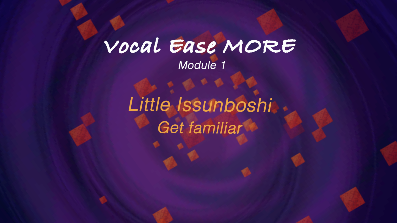 Vocal Ease MORE
Module 1
Little Issunboshi
Get familiar